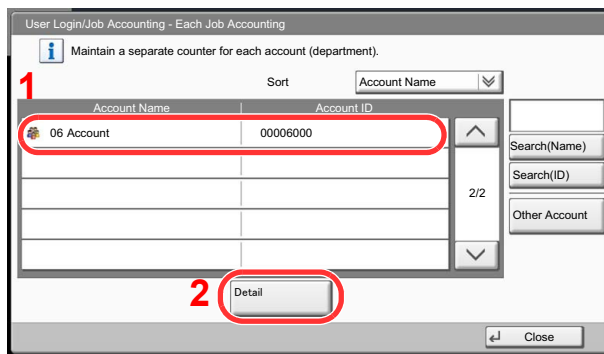 User Login/Job Accounting - Each Job Accounting
i Maintain a separate counter for each account (department).
1
Sort Account Name
Account Name Account ID
06 Account 00006000
Search(Name)
Search(ID)
2/2
Other Account
2 Detail
Close